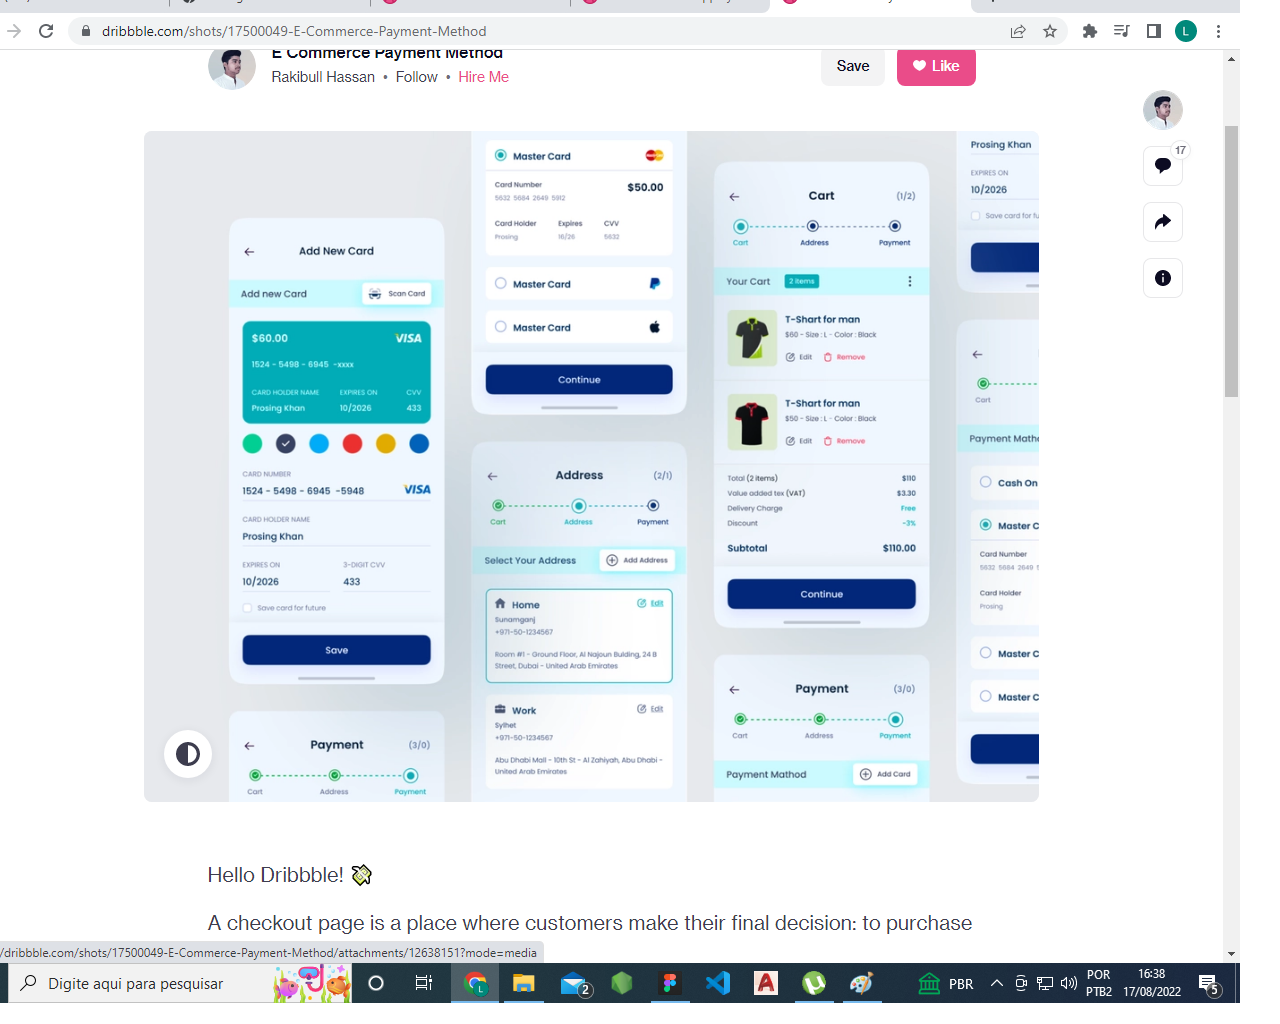 dribbble.com/shots/17500049-E-Commerce-Payment-Method
L
E Commerce Payment Method
Rakibull Hassan • Follow • Hire Me
Save
Like
17
Add New Card
Add new Card
Scan Card
$60.00
VISA
1524 - 5498 - 6945 -xxxx
CARD HOLDER NAME EXPIRES ON CVV
Prosing Khan 10/2026 433
CARD NUMBER
1524 - 5498 - 6945 -5948 VISA
CARD HOLDER NAME
Prosing Khan
EXPIRES ON 3-DIGIT CVV
10/2026 433
Save card for future
Save
Payment (3/0)
Cart Address Payment
Master Card
Card Number $50.00
5632 5684 2649 5912
Card Holder Expires CVV
Prosing 16/26 5632
Master Card
Master Card
Continue
Address (2/1)
Cart Address Payment
Select Your Address
Add Address
Home Edit
Sunamganj
+971-50-1234567
Room #1 - Ground Floor, Al Najoun Bulding, 24 B
Street, Dubai - United Arab Emirates
Work Edit
Sylhet
+971-50-1234567
Abu Dhabi Mall - 10th St - Al Zahiyah, Abu Dhabi -
United Arab Emirates
Cart (1/2)
Cart Address Payment
Your Cart 2 items
T-Shart for man
$60 - Size : L - Color : Black
Edit Remove
T-Shart for man
$50 - Size : L - Color : Black
Edit Remove
Total (2 items) $110
Value added tex (VAT) $3.30
Delivery Charge Free
Discount -3%
Subtotal $110.00
Continue
Payment (3/0)
Cart Address Payment
Payment Mathod
Add Card
Prosing Khan
EXPIRES ON
10/2026
Save card for fu
Cart
Payment Matho
Cash On
Master C
Card Number
5632 5684 2649 5
Card Holder
Prosing
Master C
Master C
Hello Dribbble!
A checkout page is a place where customers make their final decision: to purchase
/dribbble.com/shots/17500049-E-Commerce-Payment-Method/attachments/12638151?mode=media
Digite aqui para pesquisar
2
PBR
POR
PTB2
16:38
17/08/2022
5